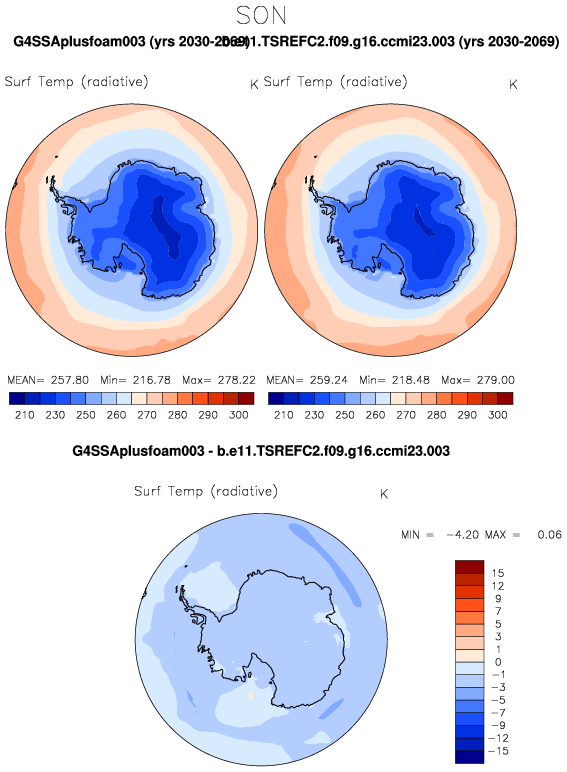 SON
G4SSAplusfoam003 (yrs 2030-2069) b.e11.TSREFC2.f09.g16.ccmi23.003 (yrs 2030-2069)
Surf Temp (radiative) K Surf Temp (radiative) K
MEAN= 257.80 Min= 216.78 Max= 278.22 MEAN= 259.24 Min= 218.48 Max= 279.00
210 230 250 260 270 280 290 300 210 230 250 260 270 280 290 300
G4SSAplusfoam003 - b.e11.TSREFC2.f09.g16.ccmi23.003
Surf Temp (radiative) K
MIN = -4.20 MAX = 0.06
15
12
9
7
5
3
1
0
-1
-3
-5
-7
-9
-12
-15